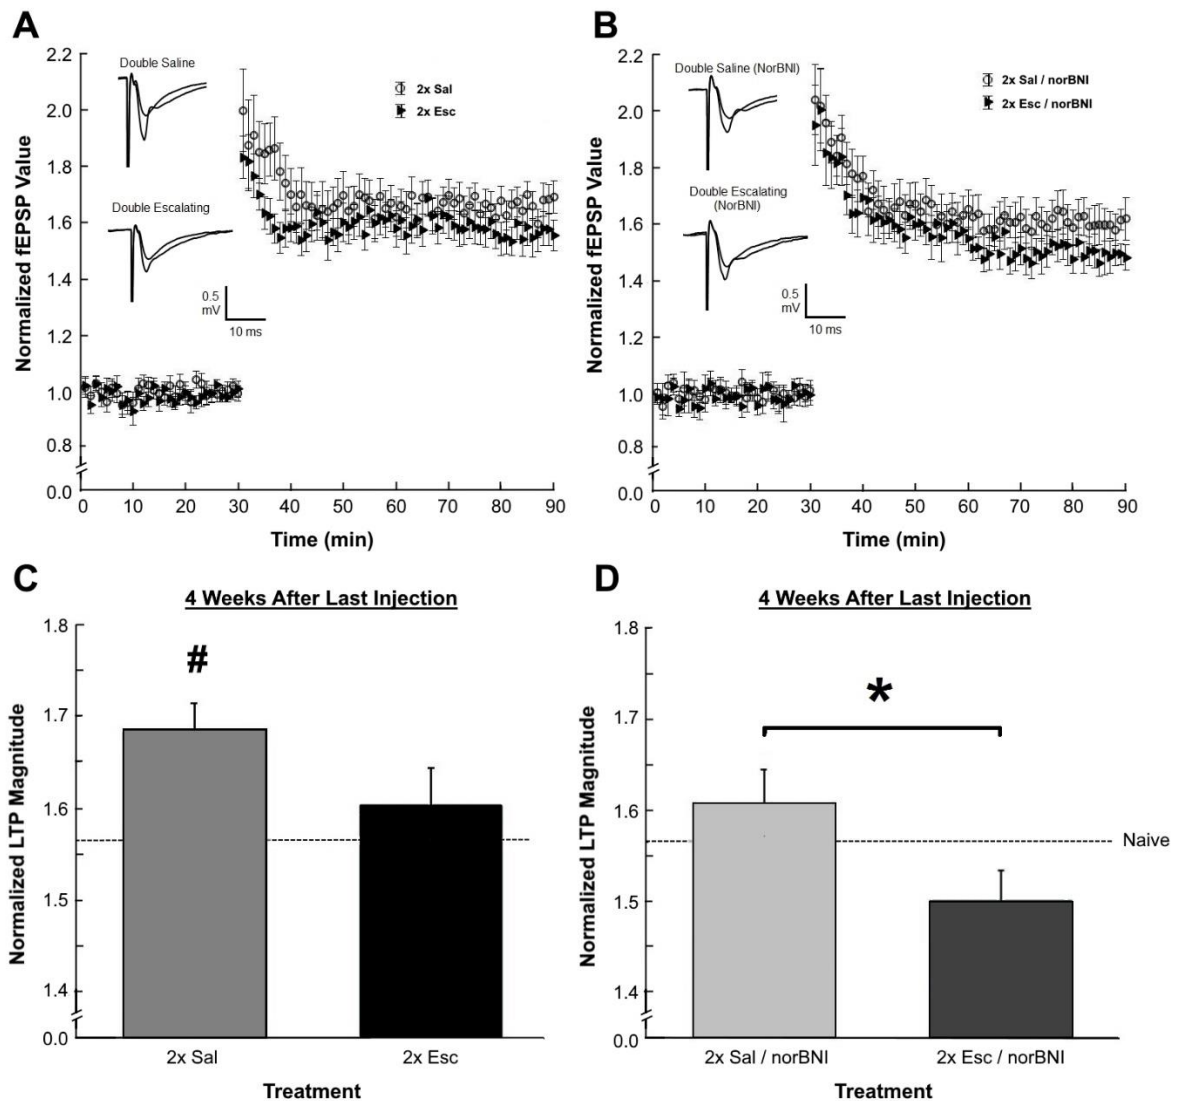 A
Normalized fEPSP Value
2.2
2.0
1.8
1.6
1.4
1.2
1.0
0.8
0.0
Double Saline
2x Sal
2x Esc
Double Escalating
0.5
mV
10 ms
0 10 20 30 40 50 60 70 80 90
Time (min)
B
Normalized fEPSP Value
2.2
2.0
1.8
1.6
1.4
1.2
1.0
0.8
0.0
Double Saline (NorBNI)
2x Sal / norBNI
2x Esc / norBNI
Double Escalating
(NorBNI)
0.5
mV
10 ms
0 10 20 30 40 50 60 70 80 90
Time (min)
C
4 Weeks After Last Injection
Normalized LTP Magnitude
1.8
1.7
1.6
1.5
1.4
0.0
#
2x Sal 2x Esc
Treatment
D
4 Weeks After Last Injection
Normalized LTP Magnitude
1.8
1.7
1.6
1.5
1.4
0.0
*
Naive
2x Sal / norBNI 2x Esc / norBNI
Treatment